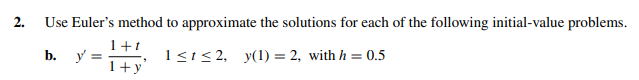 2. Use Euler's method to approximate the solutions for each of the following initial-value problems.
b. y′ = (1 + t)/(1 + y), 1 ≤ t ≤ 2, y(1) = 2, with h = 0.5